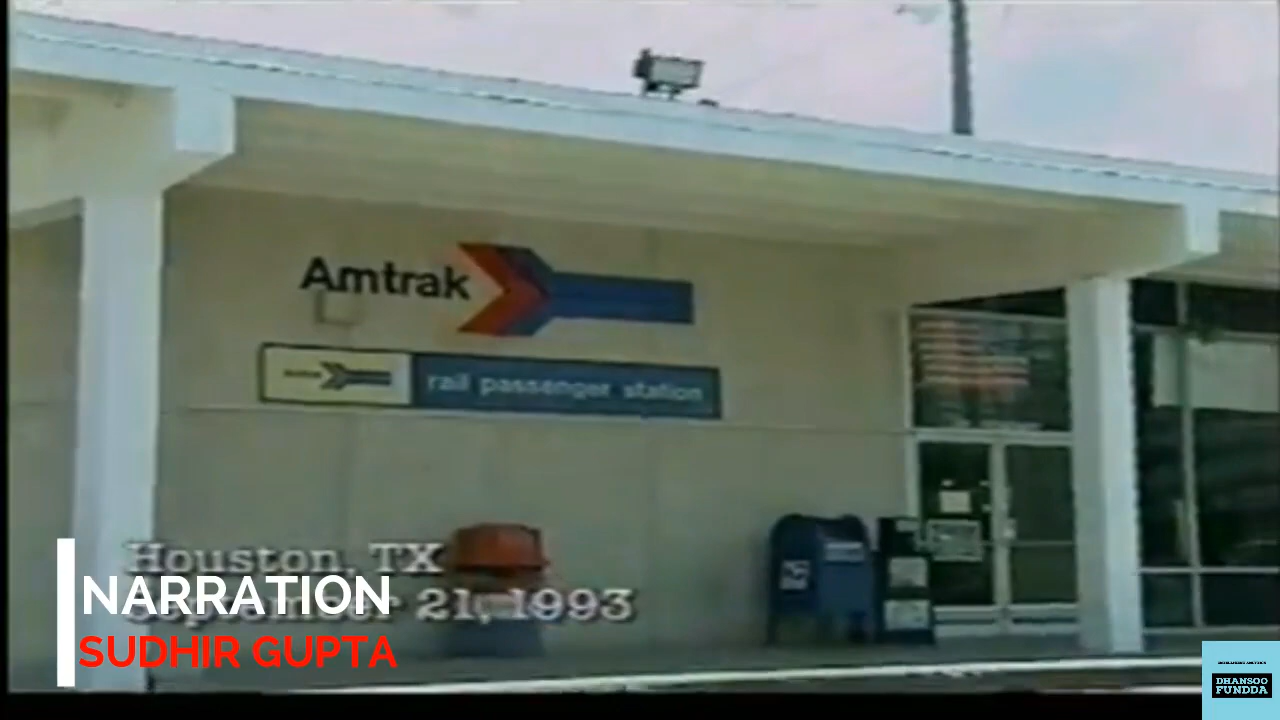 Amtrak
rail passenger station
Houston, TX
21, 1993
NARRATION
SUDHIR GUPTA
DHANSOO
FUNDDA